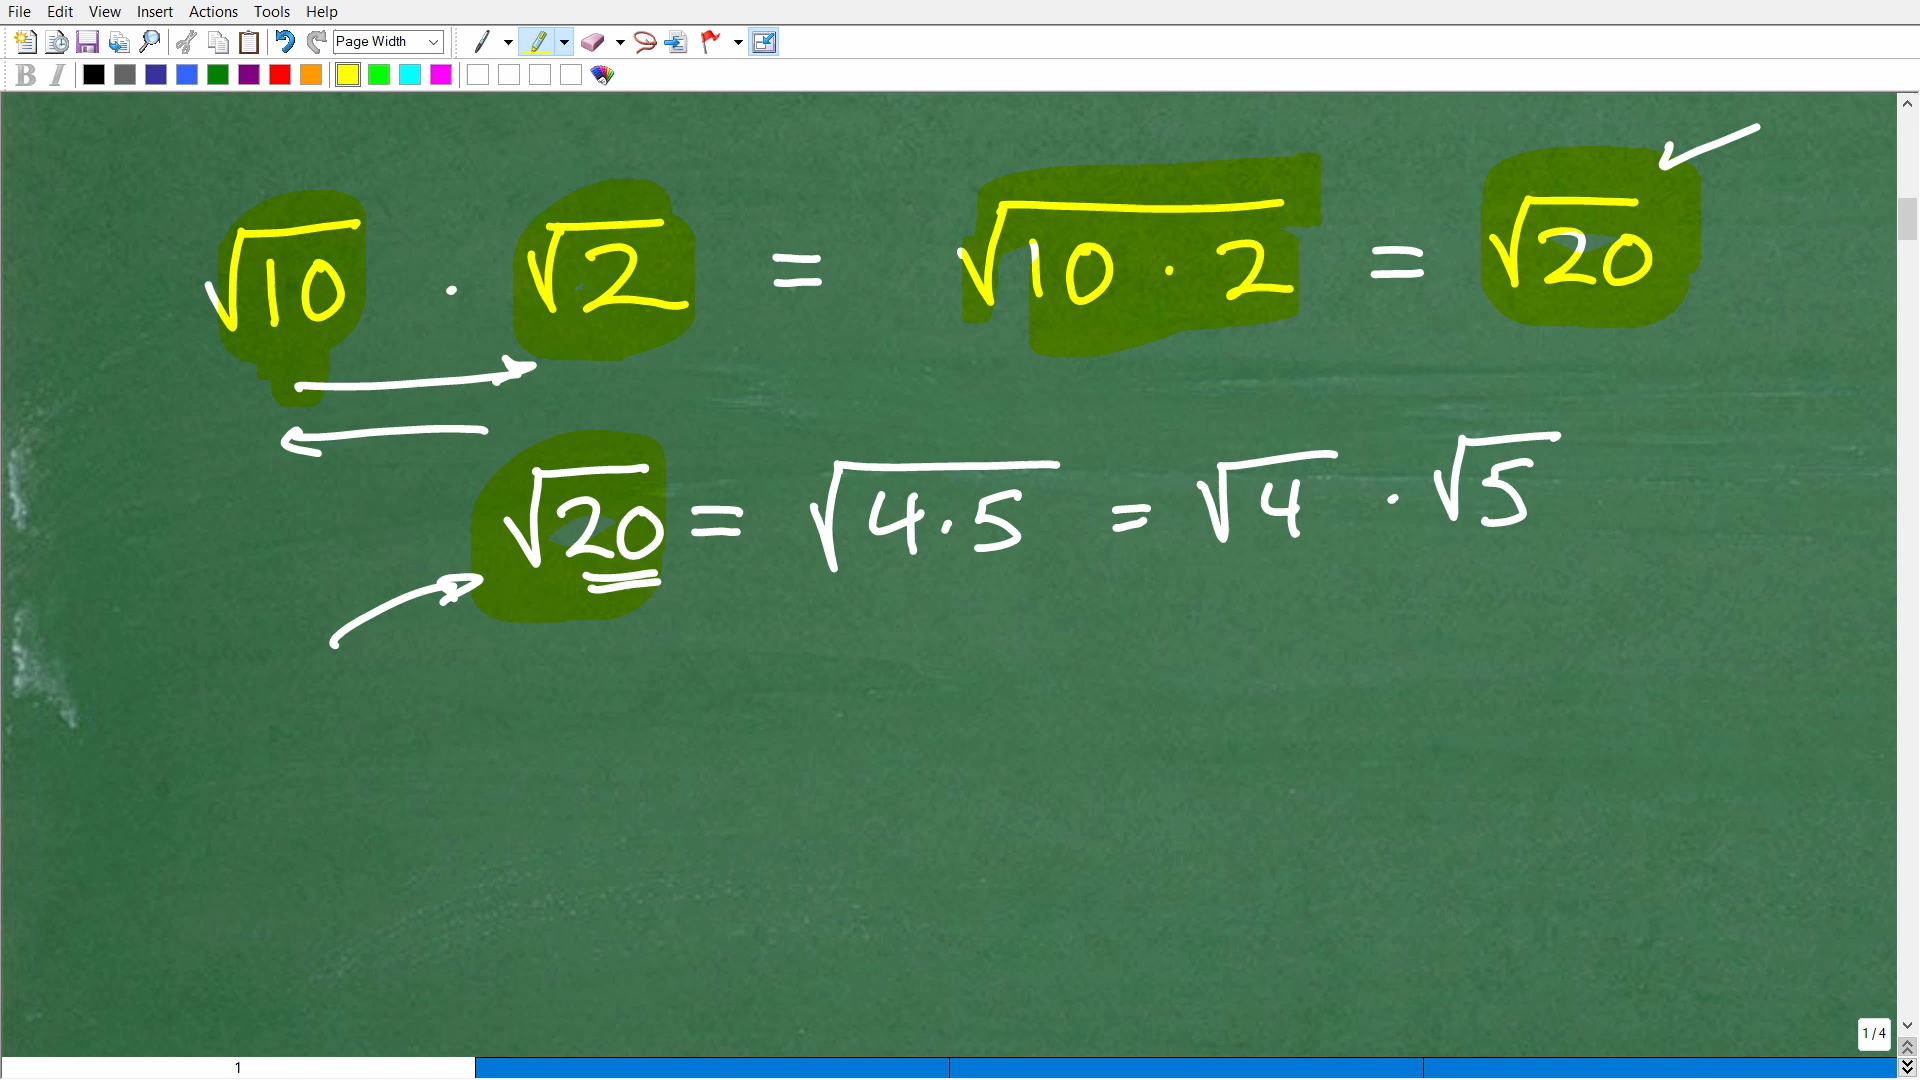 File Edit View Insert Actions Tools Help
Page Width
B I
√10 · √2 = √10 · 2 = √20
√20 = √4 · 5 = √4 · √5
1 / 4
1